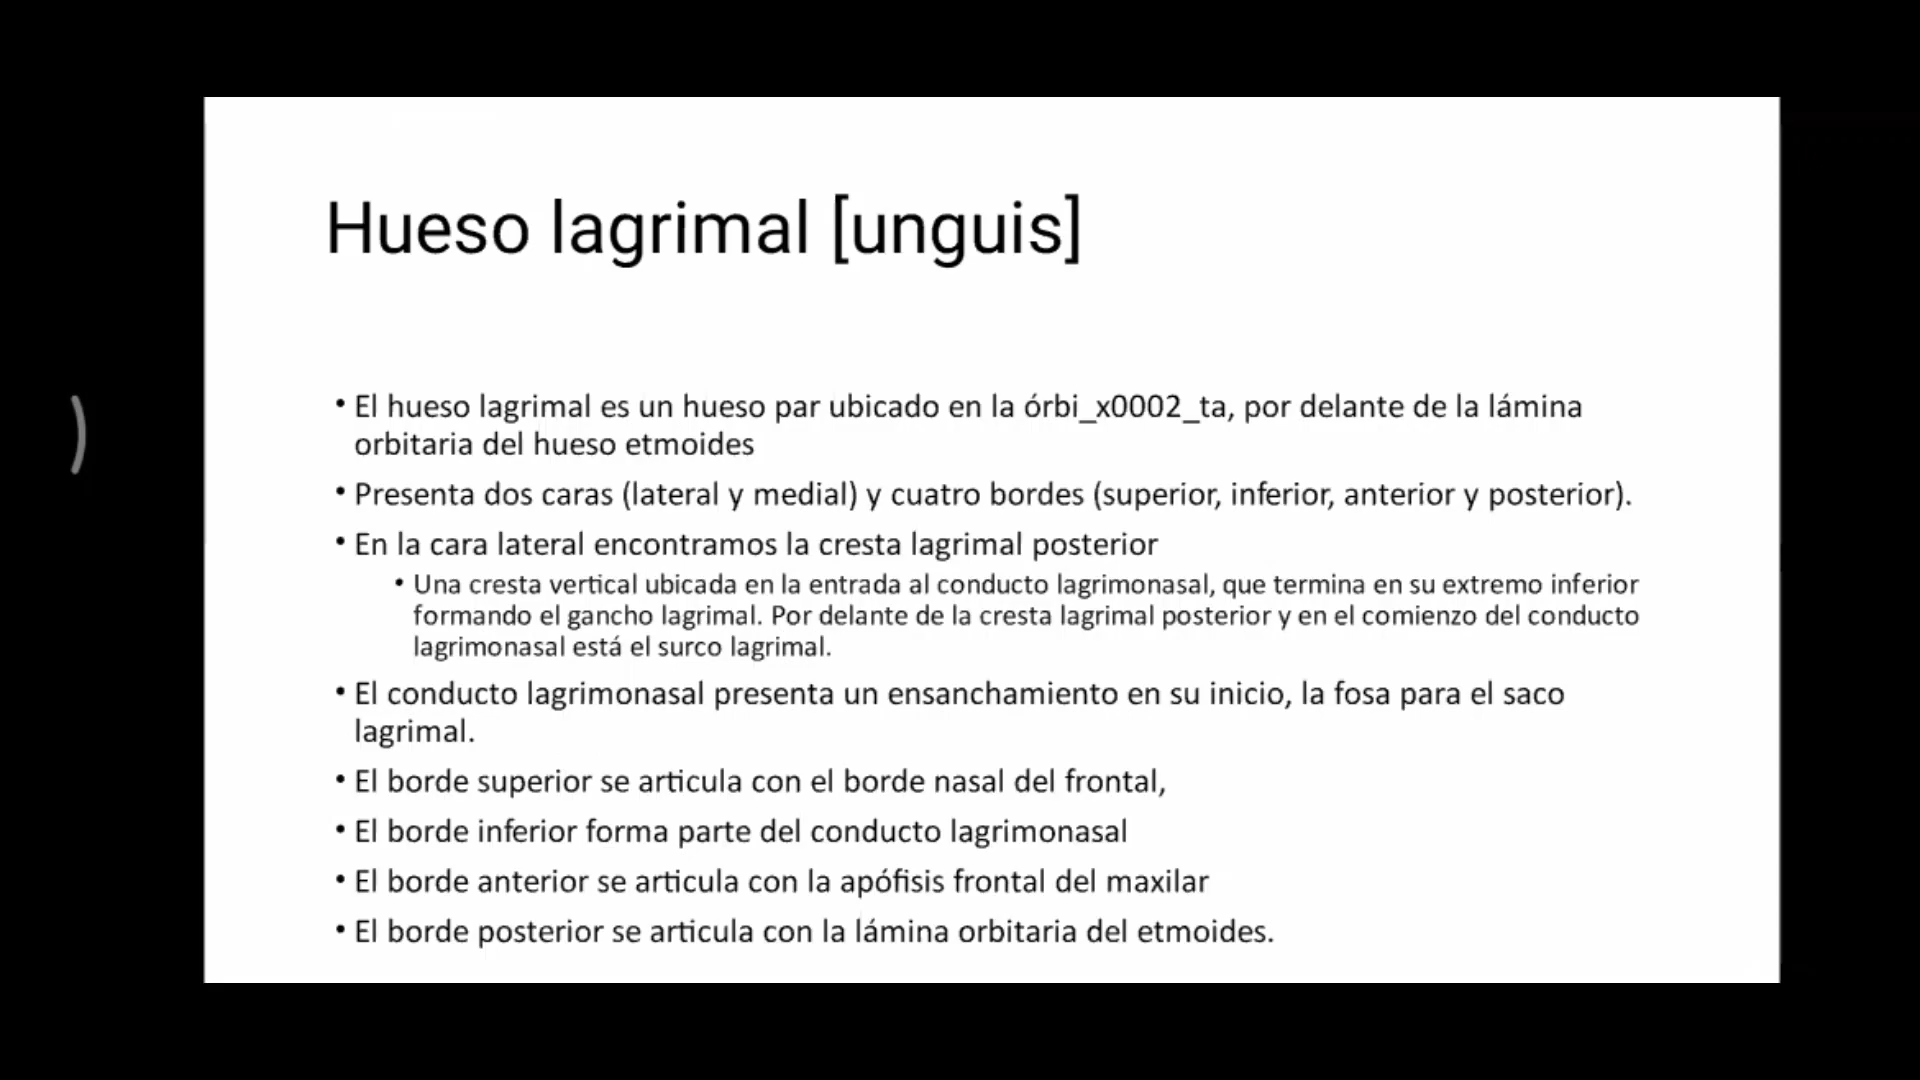 Hueso lagrimal [unguis]
• El hueso lagrimal es un hueso par ubicado en la órbi_x0002_ta, por delante de la lámina
orbitaria del hueso etmoides
• Presenta dos caras (lateral y medial) y cuatro bordes (superior, inferior, anterior y posterior).
• En la cara lateral encontramos la cresta lagrimal posterior
• Una cresta vertical ubicada en la entrada al conducto lagrimonasal, que termina en su extremo inferior
formando el gancho lagrimal. Por delante de la cresta lagrimal posterior y en el comienzo del conducto
lagrimonasal está el surco lagrimal.
• El conducto lagrimonasal presenta un ensanchamiento en su inicio, la fosa para el saco
lagrimal.
• El borde superior se articula con el borde nasal del frontal,
• El borde inferior forma parte del conducto lagrimonasal
• El borde anterior se articula con la apófisis frontal del maxilar
• El borde posterior se articula con la lámina orbitaria del etmoides.